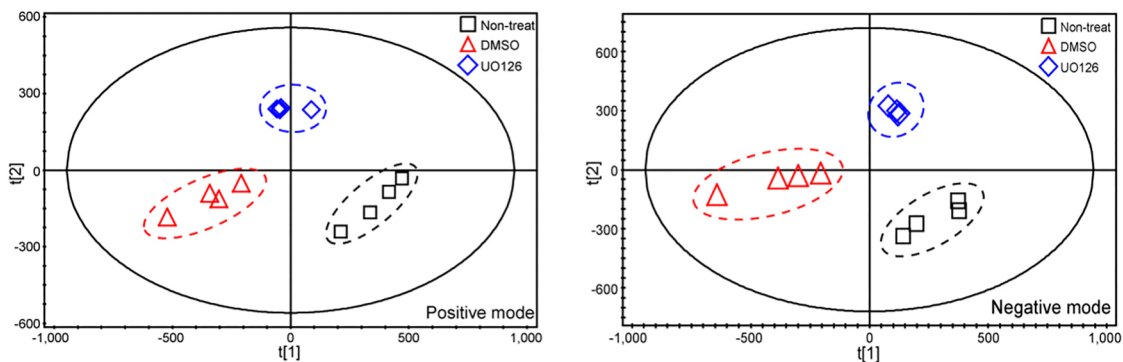 Non-treat
DMSO
UO126
600
300
0
-300
-600
t[2]
-1,000
-500
0
500
1,000
t[1]
Positive mode
Non-treat
DMSO
UO126
600
300
0
-300
-600
t[2]
-1,000
-500
0
500
1,000
t[1]
Negative mode